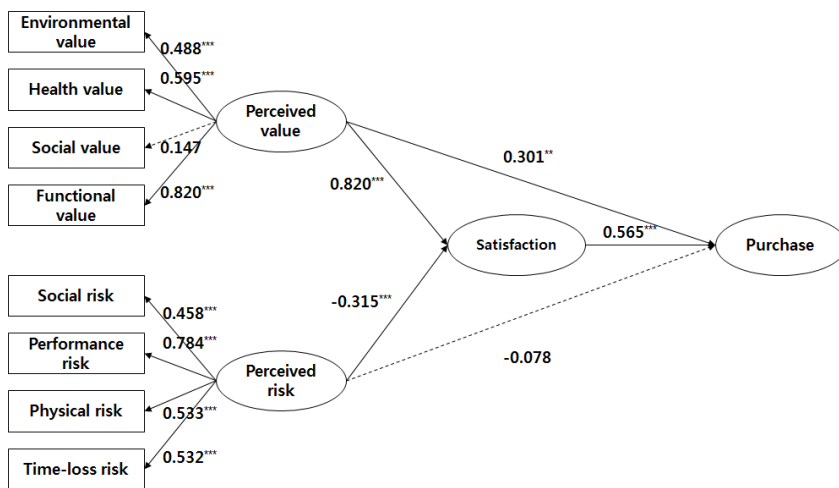 Environmental
value
0.488***
Health value
0.595***
Social value
0.147
Functional
value
0.820***
Perceived
value
0.301**
0.820***
Satisfaction
0.565***
Purchase
Social risk
0.458***
Performance
risk
0.784***
Physical risk
0.533***
Time-loss risk
0.532***
Perceived
risk
-0.315***
-0.078